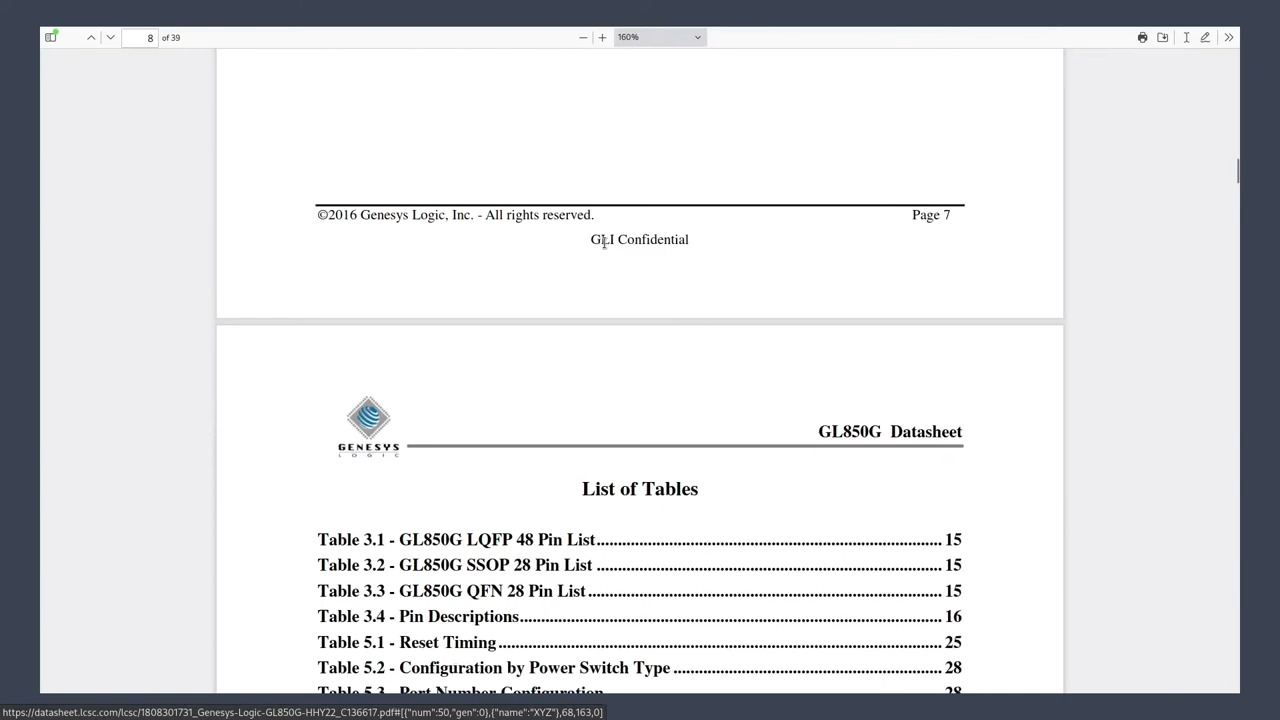 8 of 39
160%
©2016 Genesys Logic, Inc. - All rights reserved. Page 7
GLI Confidential
GENESYS
LOGIC
GL850G Datasheet
List of Tables
Table 3.1 - GL850G LQFP 48 Pin List 15
Table 3.2 - GL850G SSOP 28 Pin List 15
Table 3.3 - GL850G QFN 28 Pin List 15
Table 3.4 - Pin Descriptions 16
Table 5.1 - Reset Timing 25
Table 5.2 - Configuration by Power Switch Type 28
Table 5.3 - Port Number Configuration 28
https://datasheet.lcsc.com/lcsc/1808301731_Genesys-Logic-GL850G-HHY22_C136617.pdf#[{"num":50,"gen":0},{"name":"XYZ"},68,163,0]